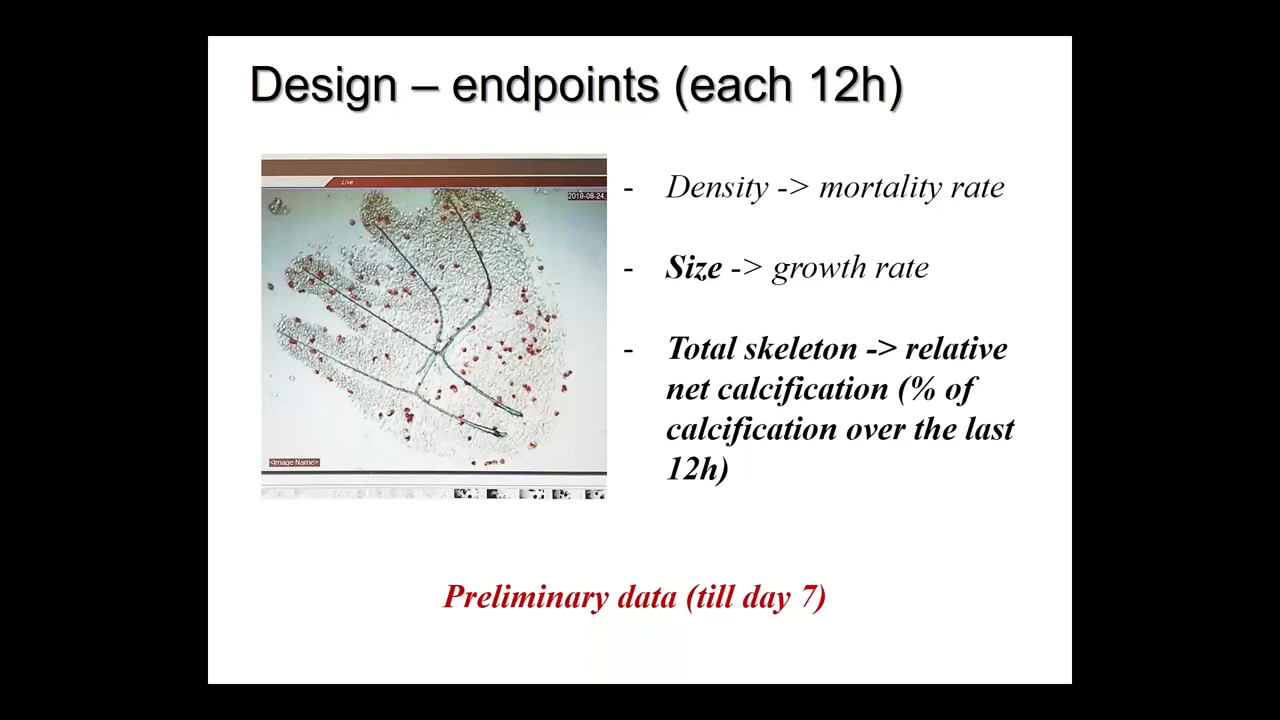 Design – endpoints (each 12h)
Live
2019-08-24,
<Image Name>
- Density -> mortality rate
- Size -> growth rate
- Total skeleton -> relative
net calcification (% of
calcification over the last
12h)
Preliminary data (till day 7)